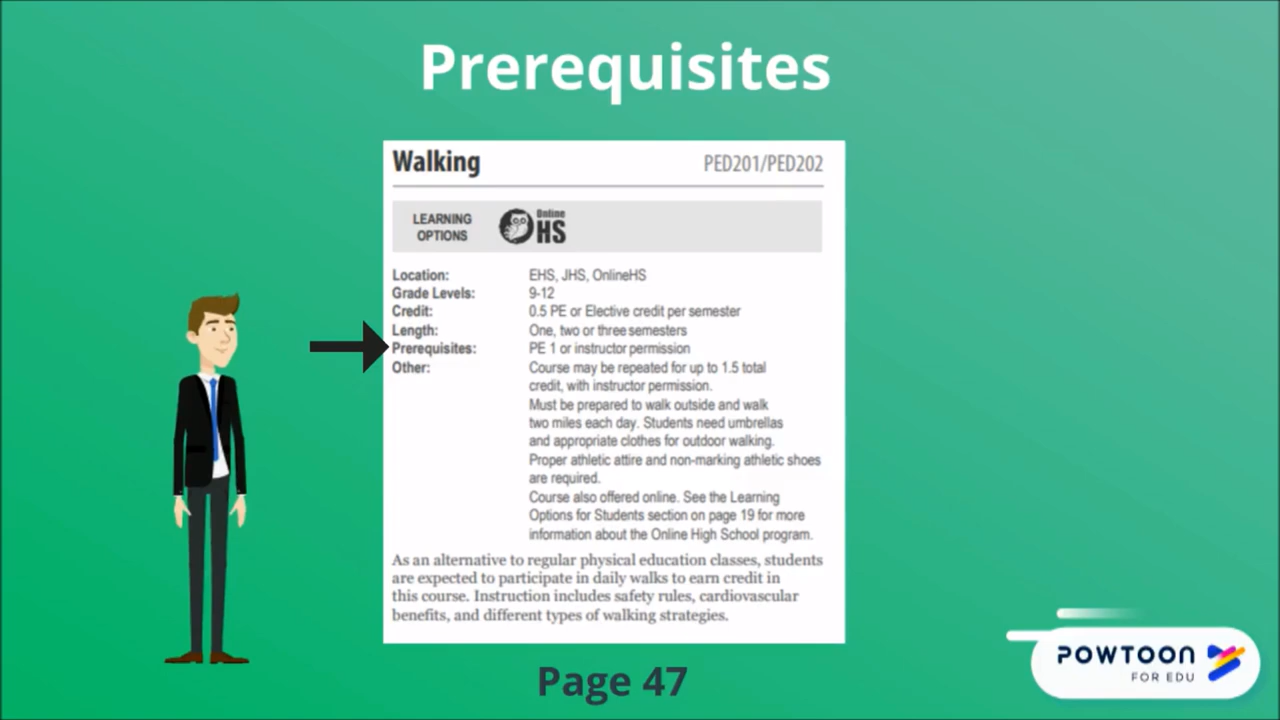 Prerequisites
Walking PED201/PED202
LEARNING
OPTIONS
Online
HS
Location: EHS, JHS, OnlineHS
Grade Levels: 9-12
Credit: 0.5 PE or Elective credit per semester
Length: One, two or three semesters
Prerequisites: PE 1 or instructor permission
Other: Course may be repeated for up to 1.5 total
credit, with instructor permission.
Must be prepared to walk outside and walk
two miles each day. Students need umbrellas
and appropriate clothes for outdoor walking.
Proper athletic attire and non-marking athletic shoes
are required.
Course also offered online. See the Learning
Options for Students section on page 19 for more
information about the Online High School program.
As an alternative to regular physical education classes, students
are expected to participate in daily walks to earn credit in
this course. Instruction includes safety rules, cardiovascular
benefits, and different types of walking strategies.
Page 47
POWTOON
FOR EDU